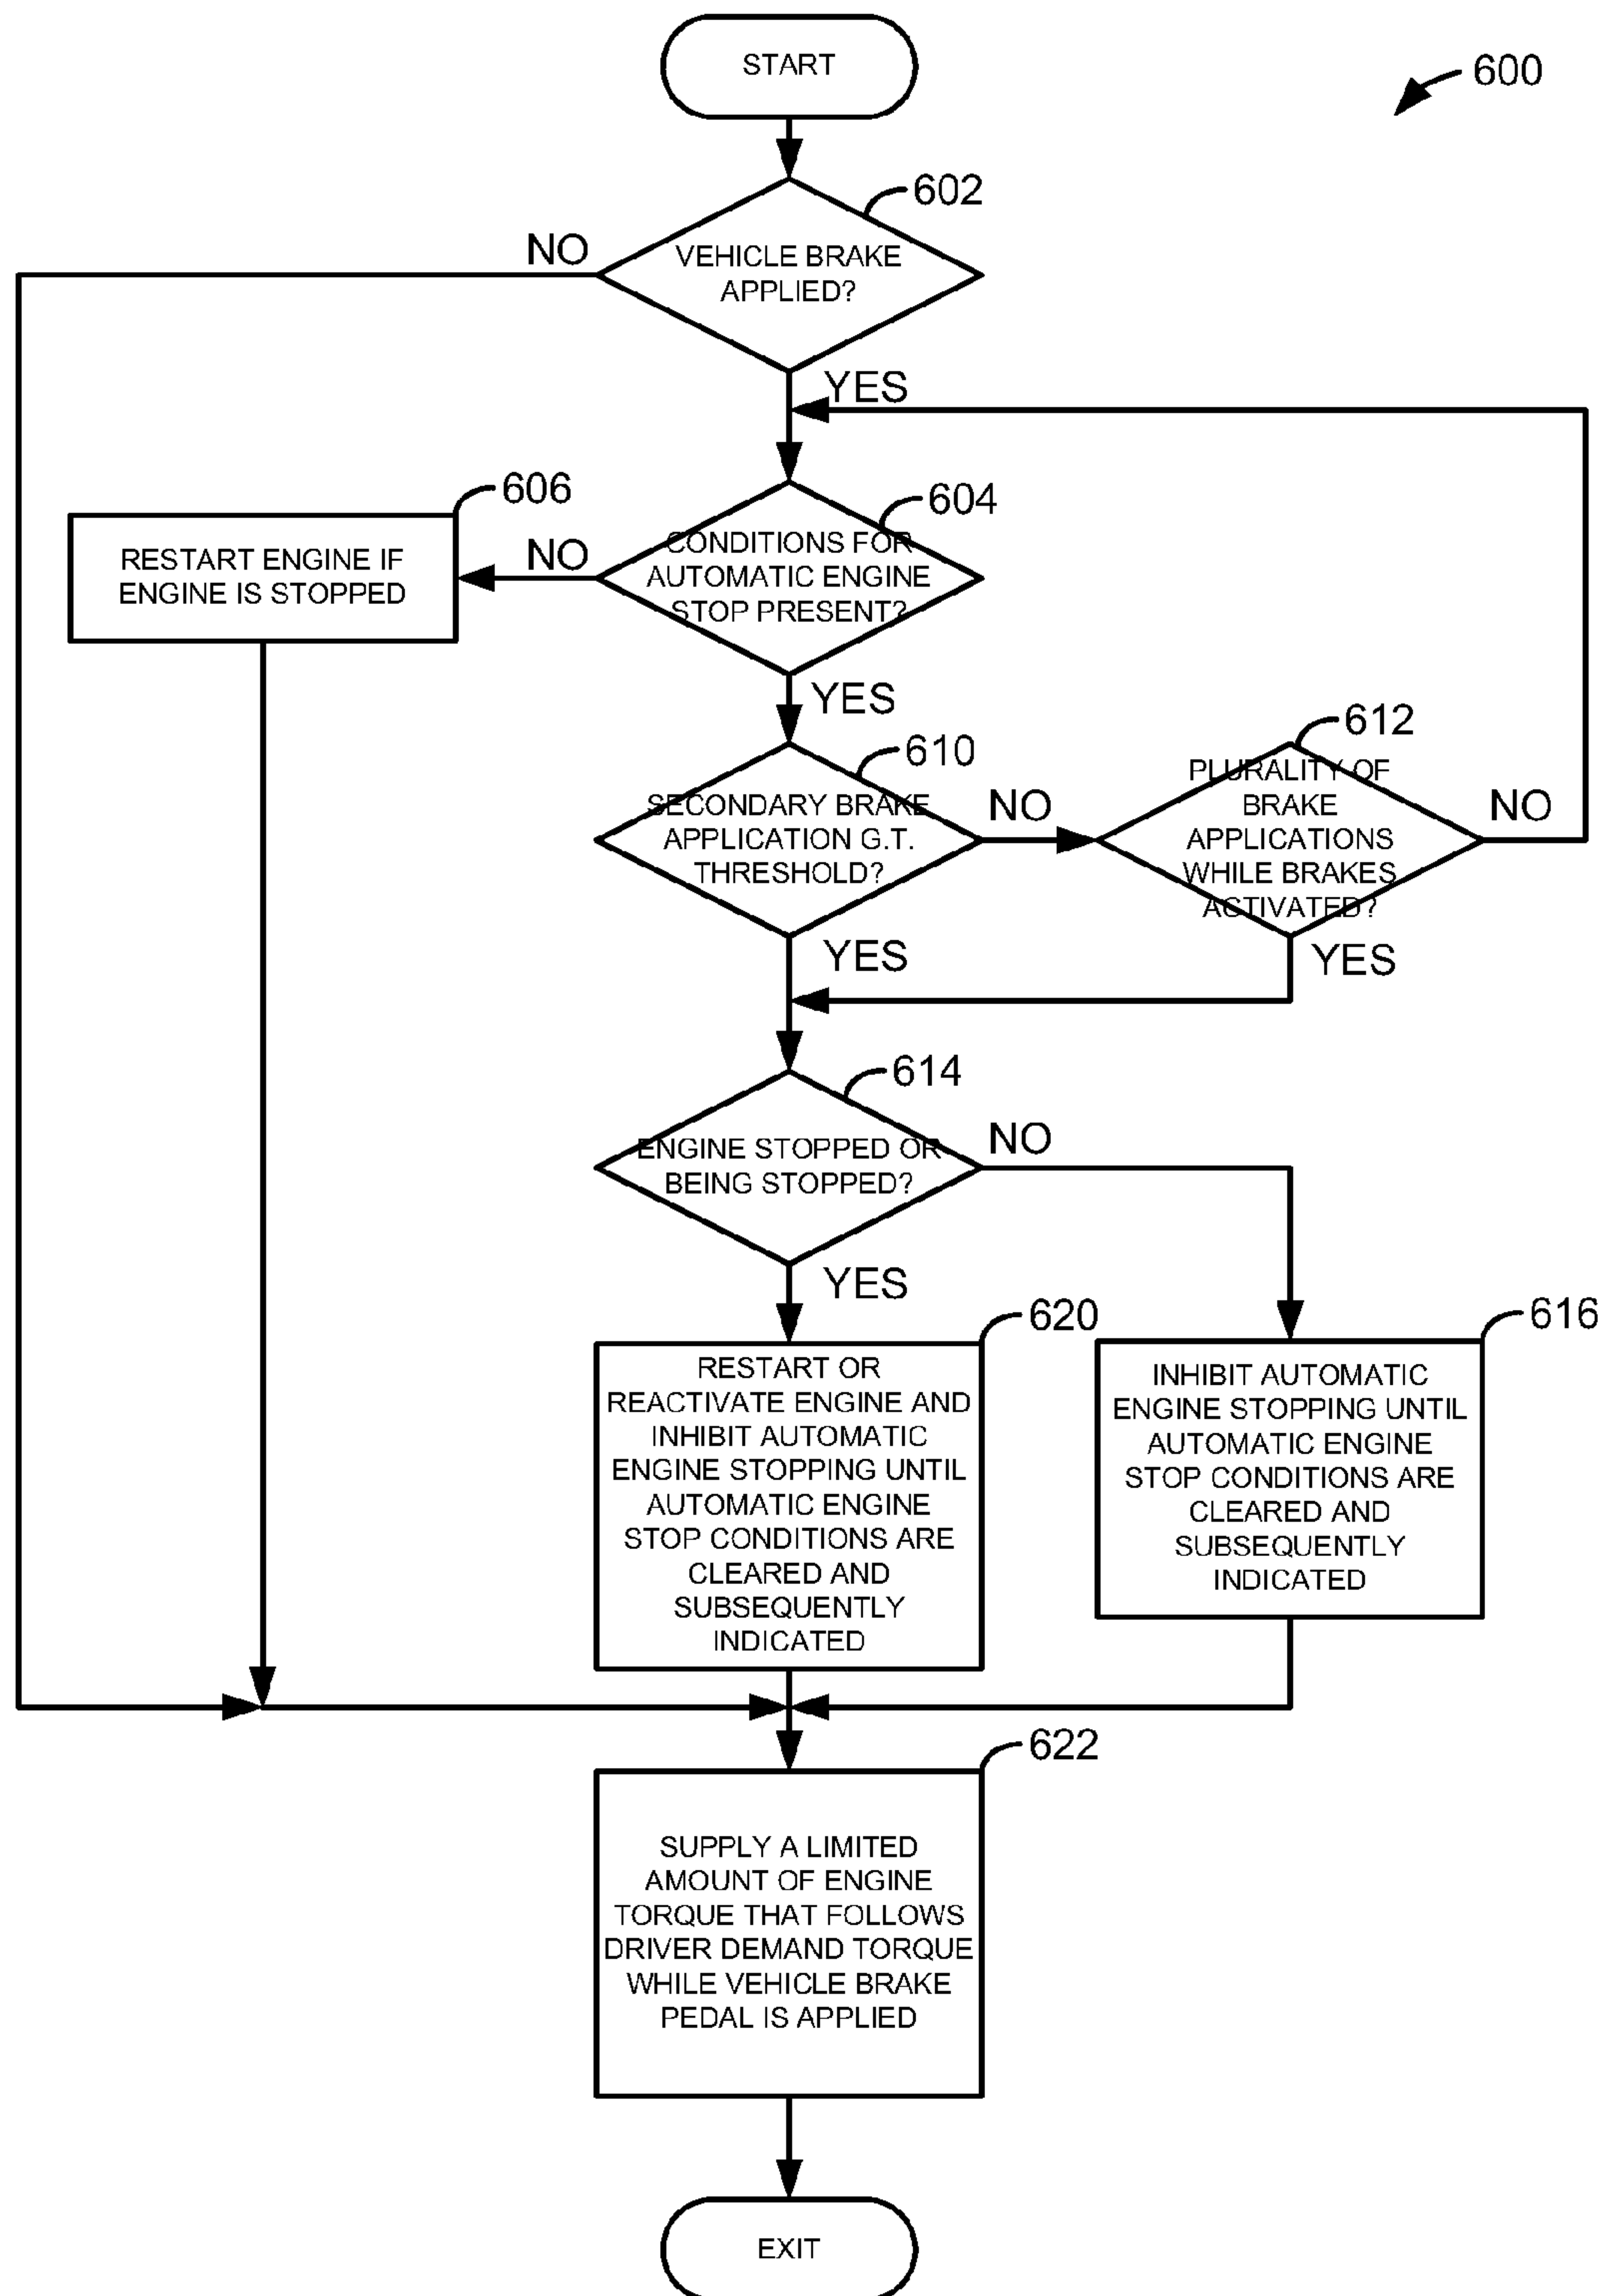 START
600
602
VEHICLE BRAKE
APPLIED?
NO
YES
604
CONDITIONS FOR
AUTOMATIC ENGINE
STOP PRESENT?
NO
606
RESTART ENGINE IF
ENGINE IS STOPPED
YES
610
SECONDARY BRAKE
APPLICATION G.T.
THRESHOLD?
NO
612
PLURALITY OF
BRAKE
APPLICATIONS
WHILE BRAKES
ACTIVATED?
NO
YES
YES
614
ENGINE STOPPED OR
BEING STOPPED?
NO
YES
620
RESTART OR
REACTIVATE ENGINE AND
INHIBIT AUTOMATIC
ENGINE STOPPING UNTIL
AUTOMATIC ENGINE
STOP CONDITIONS ARE
CLEARED AND
SUBSEQUENTLY
INDICATED
616
INHIBIT AUTOMATIC
ENGINE STOPPING UNTIL
AUTOMATIC ENGINE
STOP CONDITIONS ARE
CLEARED AND
SUBSEQUENTLY
INDICATED
622
SUPPLY A LIMITED
AMOUNT OF ENGINE
TORQUE THAT FOLLOWS
DRIVER DEMAND TORQUE
WHILE VEHICLE BRAKE
PEDAL IS APPLIED
EXIT